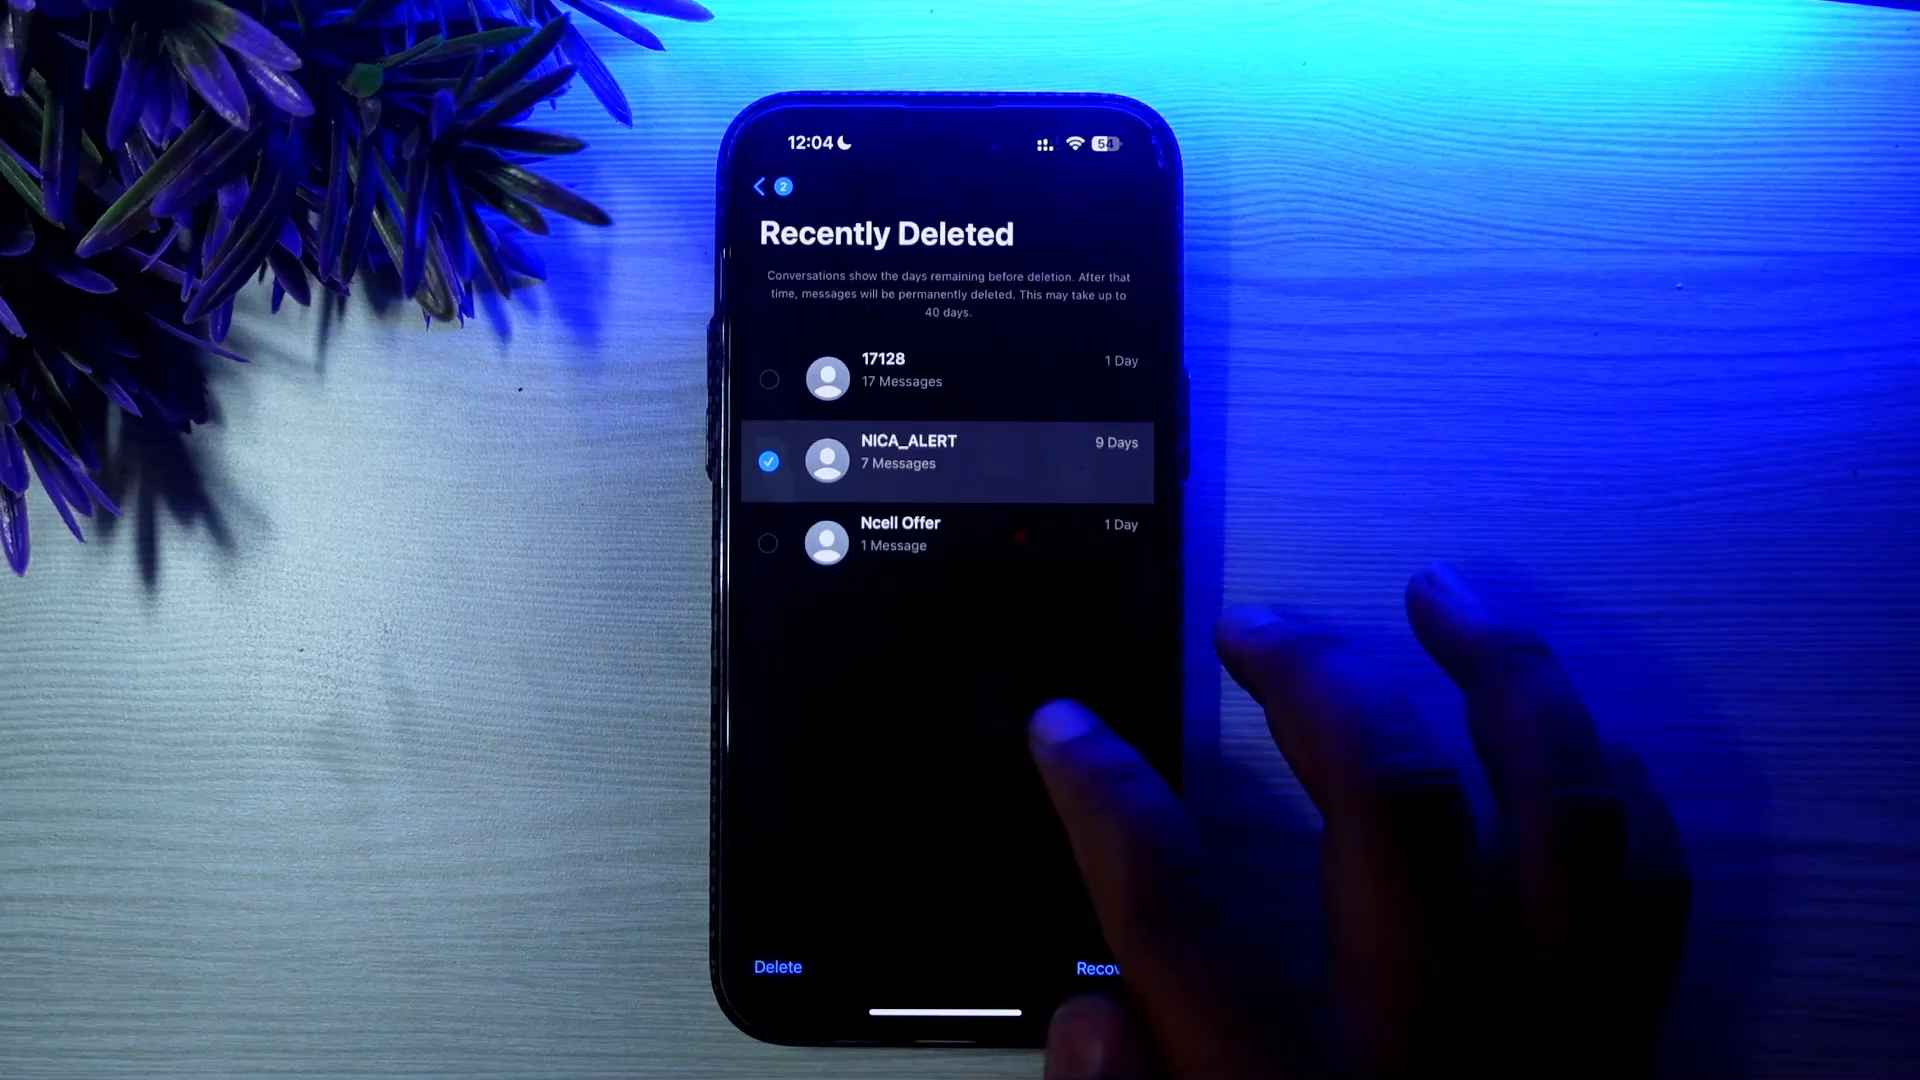 12:04
54
2
Recently Deleted
Conversations show the days remaining before deletion. After that
time, messages will be permanently deleted. This may take up to
40 days.
17128
1 Day
17 Messages
NICA_ALERT
9 Days
7 Messages
Ncell Offer
1 Day
1 Message
Delete
Recov